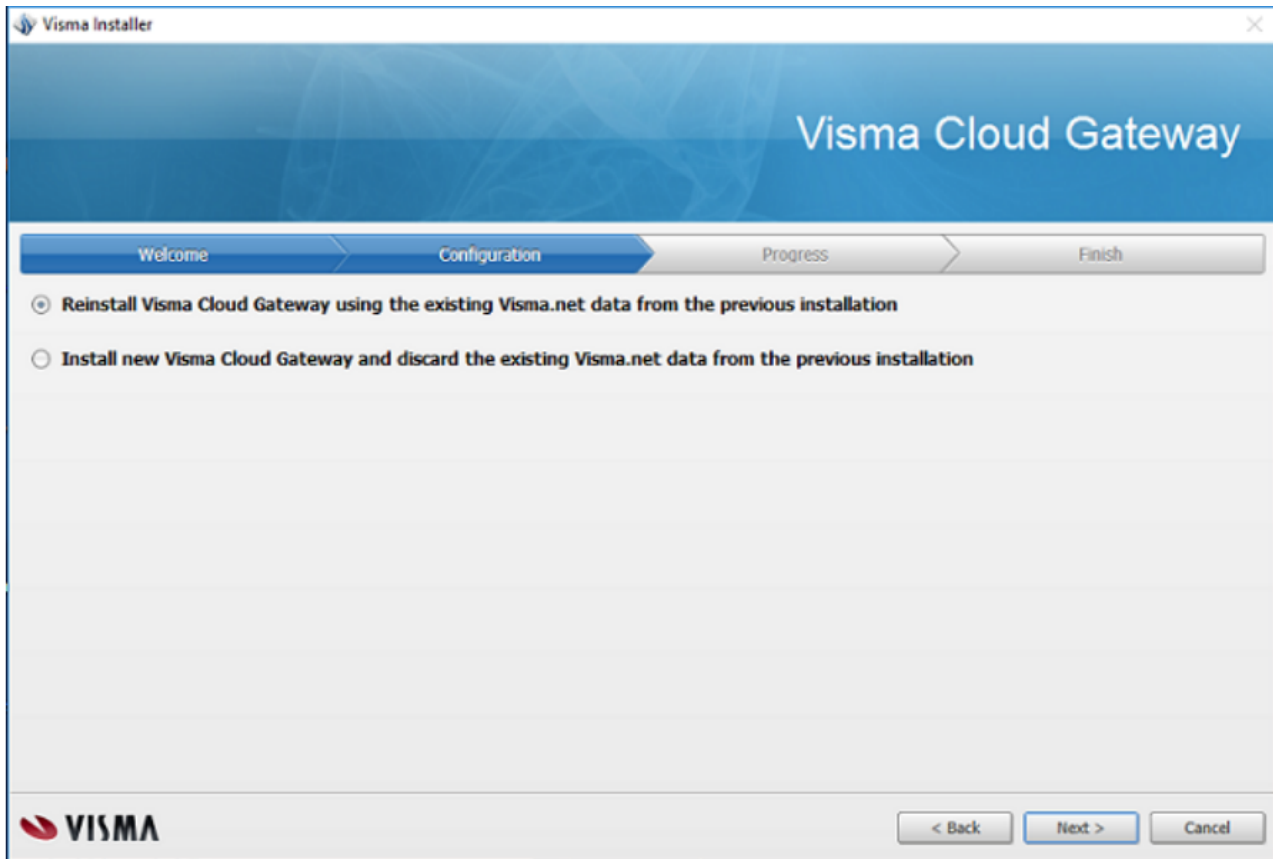 Visma Installer
Visma Cloud Gateway
Welcome
Configuration
Progress
Finish
Reinstall Visma Cloud Gateway using the existing Visma.net data from the previous installation
Install new Visma Cloud Gateway and discard the existing Visma.net data from the previous installation
VISMA
< Back
Next >
Cancel